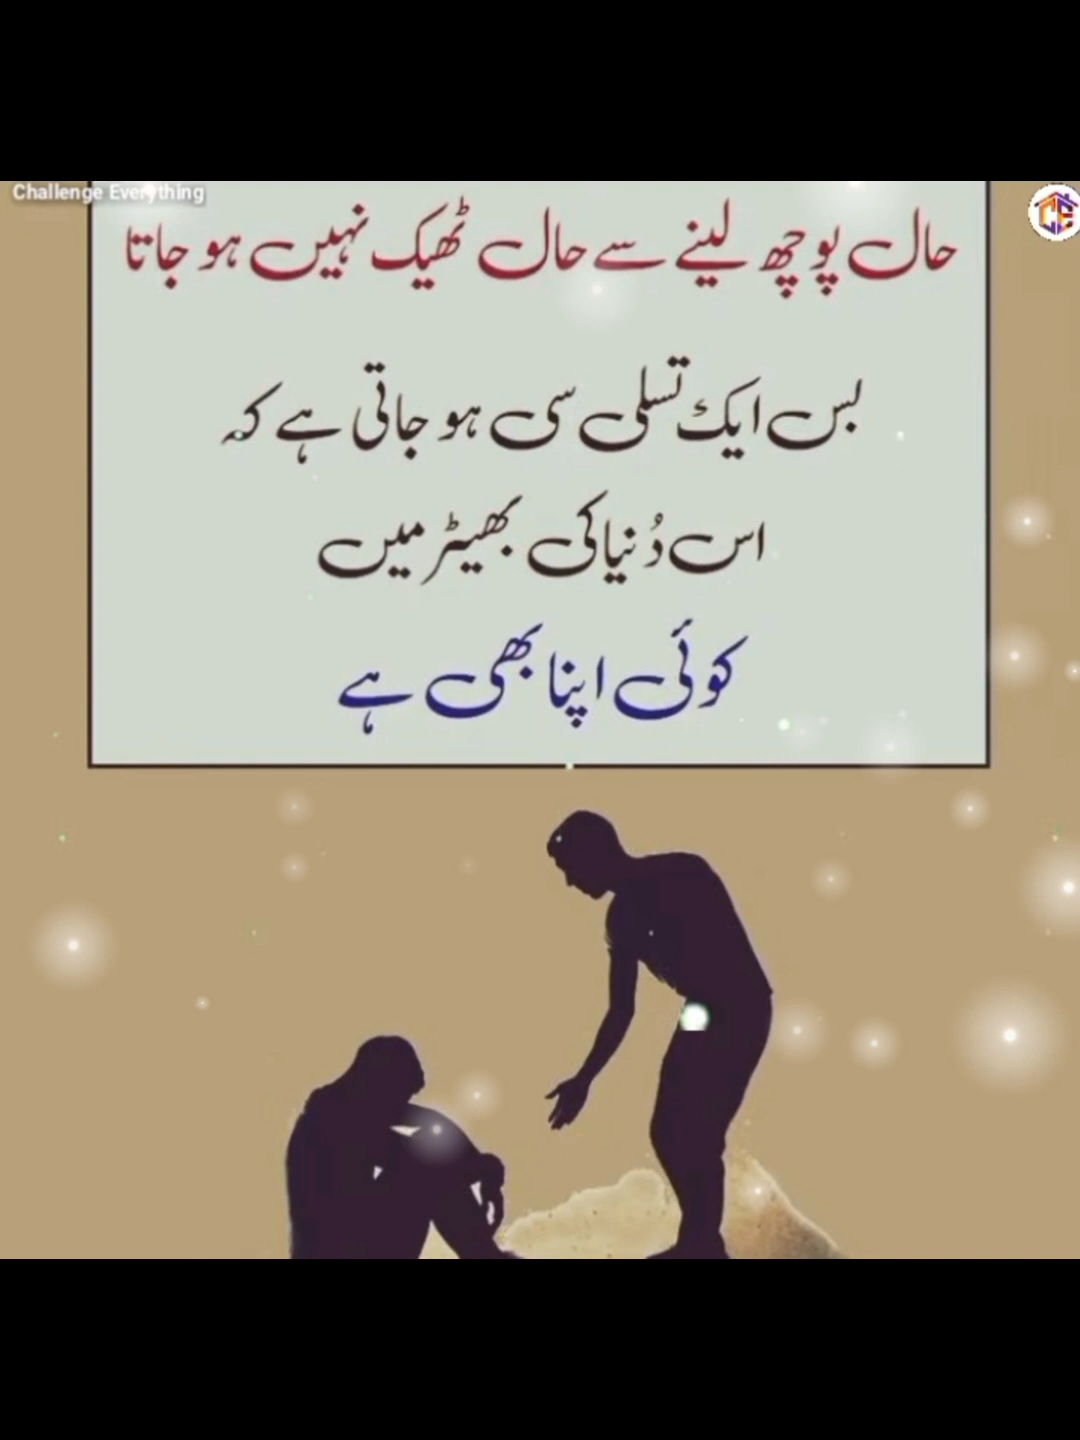 Challenge Everything
CE
حال پوچھ لینے سے حال ٹھیک نہیں ہو جاتا
بس ایک تسلی سی ہو جاتی ہے کہ
اس دُنیا کی بھیڑ میں
کوئی اپنا بھی ہے